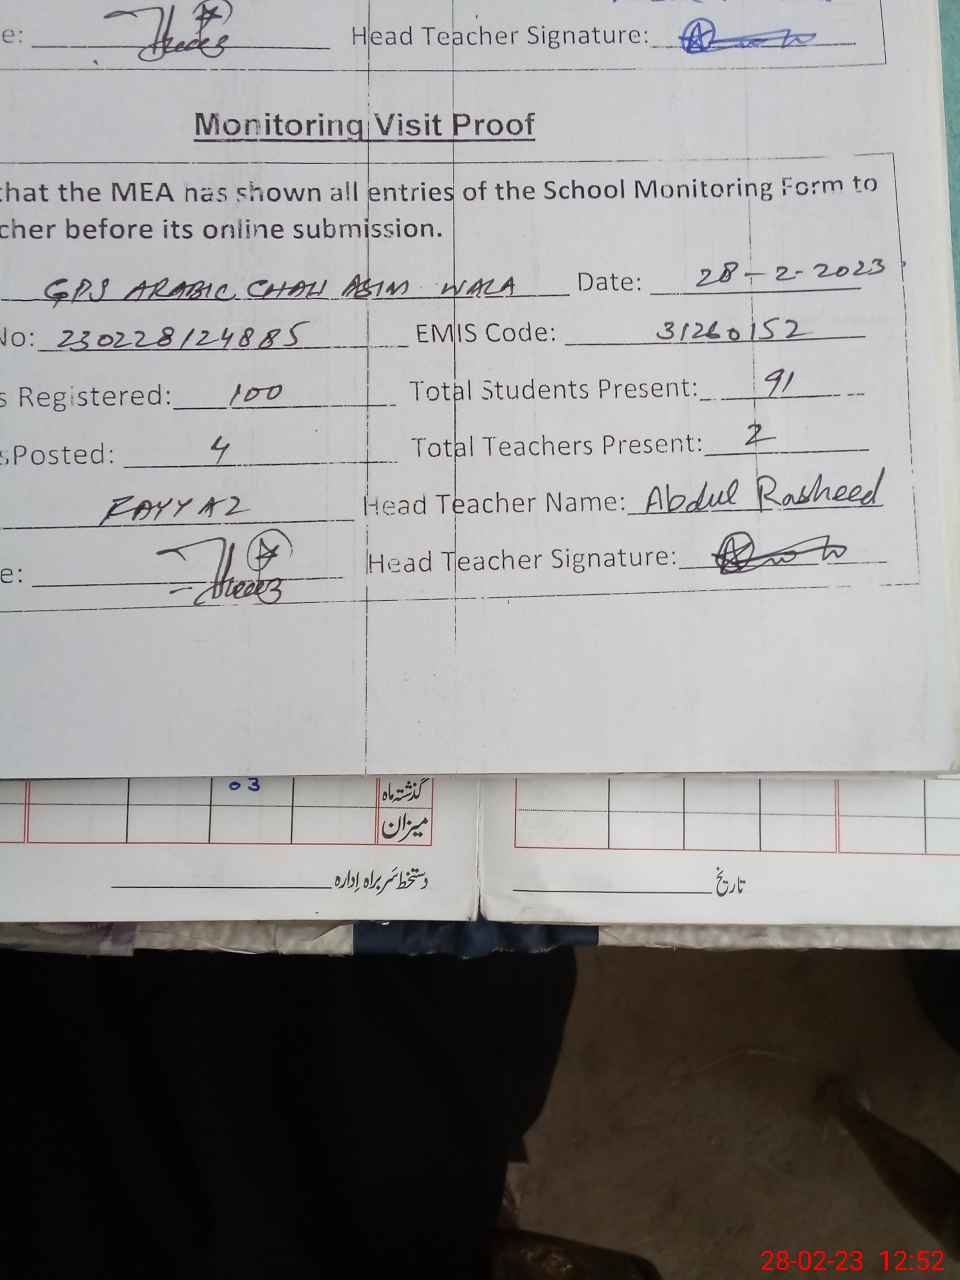 e: Head Teacher Signature:
Monitoring Visit Proof
that the MEA has shown all entries of the School Monitoring Form to
cher before its online submission.
GPS ARABIC CHAH ASIM WALA Date: 28-2-2023
No: 230228124885 EMIS Code: 31260152
s Registered: 100 Total Students Present: 91
s Posted: 4 Total Teachers Present: 2
FAYYAZ Head Teacher Name: Abdul Rasheed
e: Head Teacher Signature:
03 گذشتہ ماہ
میزان
دستخط سربراہ ادارہ
تاریخ
28-02-23 12:52